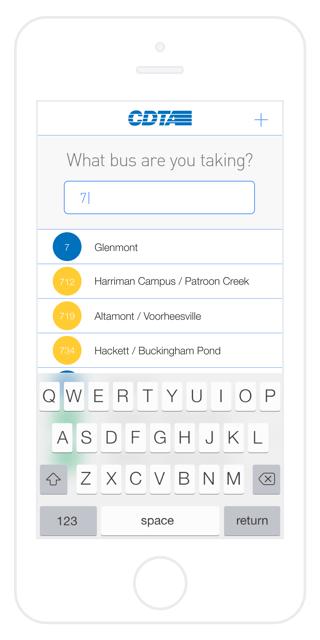 CDTA
+
What bus are you taking?
7
7 Glenmont
712 Harriman Campus / Patroon Creek
719 Altamont / Voorheesville
734 Hackett / Buckingham Pond
Q W E R T Y U I O P
A S D F G H J K L
Z X C V B N M
123 space return